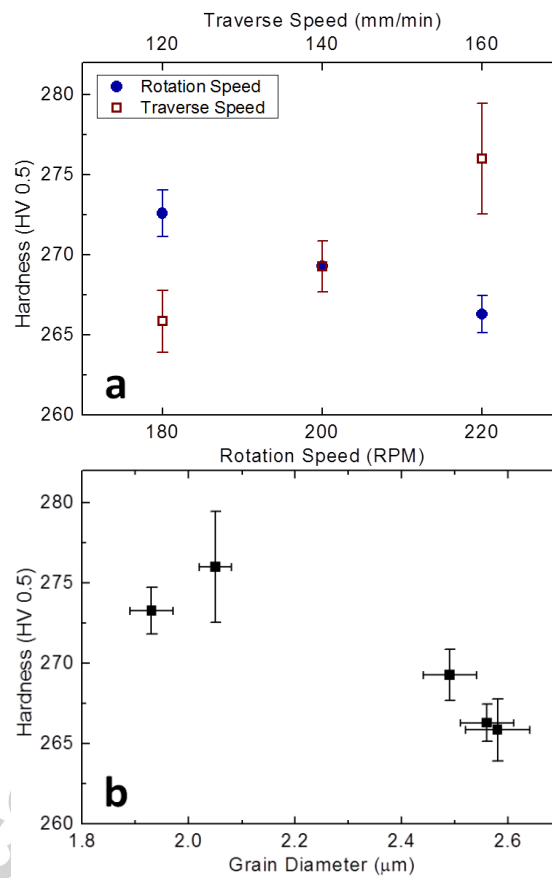 Traverse Speed (mm/min)
120 140 160
280
275
270
265
260
Hardness (HV 0.5)
Rotation Speed
Traverse Speed
a
180 200 220
Rotation Speed (RPM)
280
275
270
265
260
Hardness (HV 0.5)
b
1.8 2.0 2.2 2.4 2.6
Grain Diameter (μm)